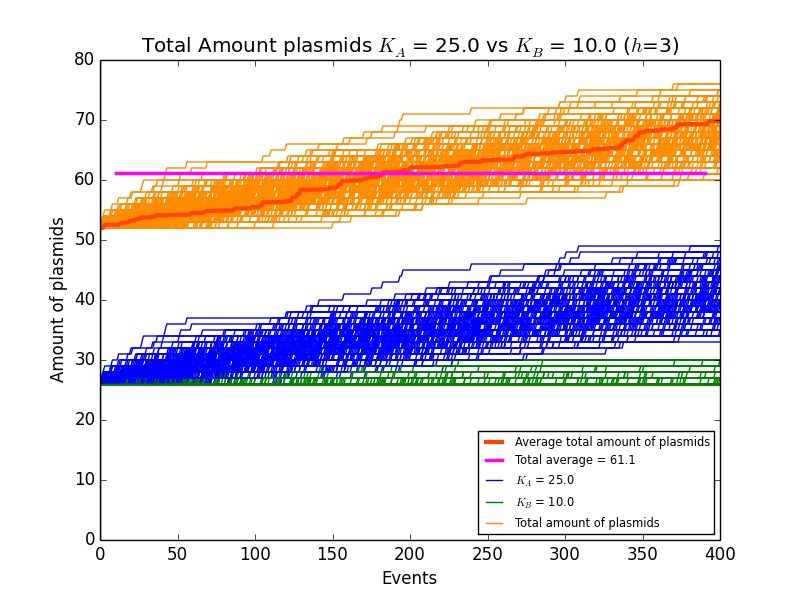 Total Amount plasmids K_A = 25.0 vs K_B = 10.0 (h=3)
80
70
60
50
40
30
20
10
0
Amount of plasmids
Average total amount of plasmids
Total average = 61.1
K_A = 25.0
K_B = 10.0
Total amount of plasmids
0 50 100 150 200 250 300 350 400
Events